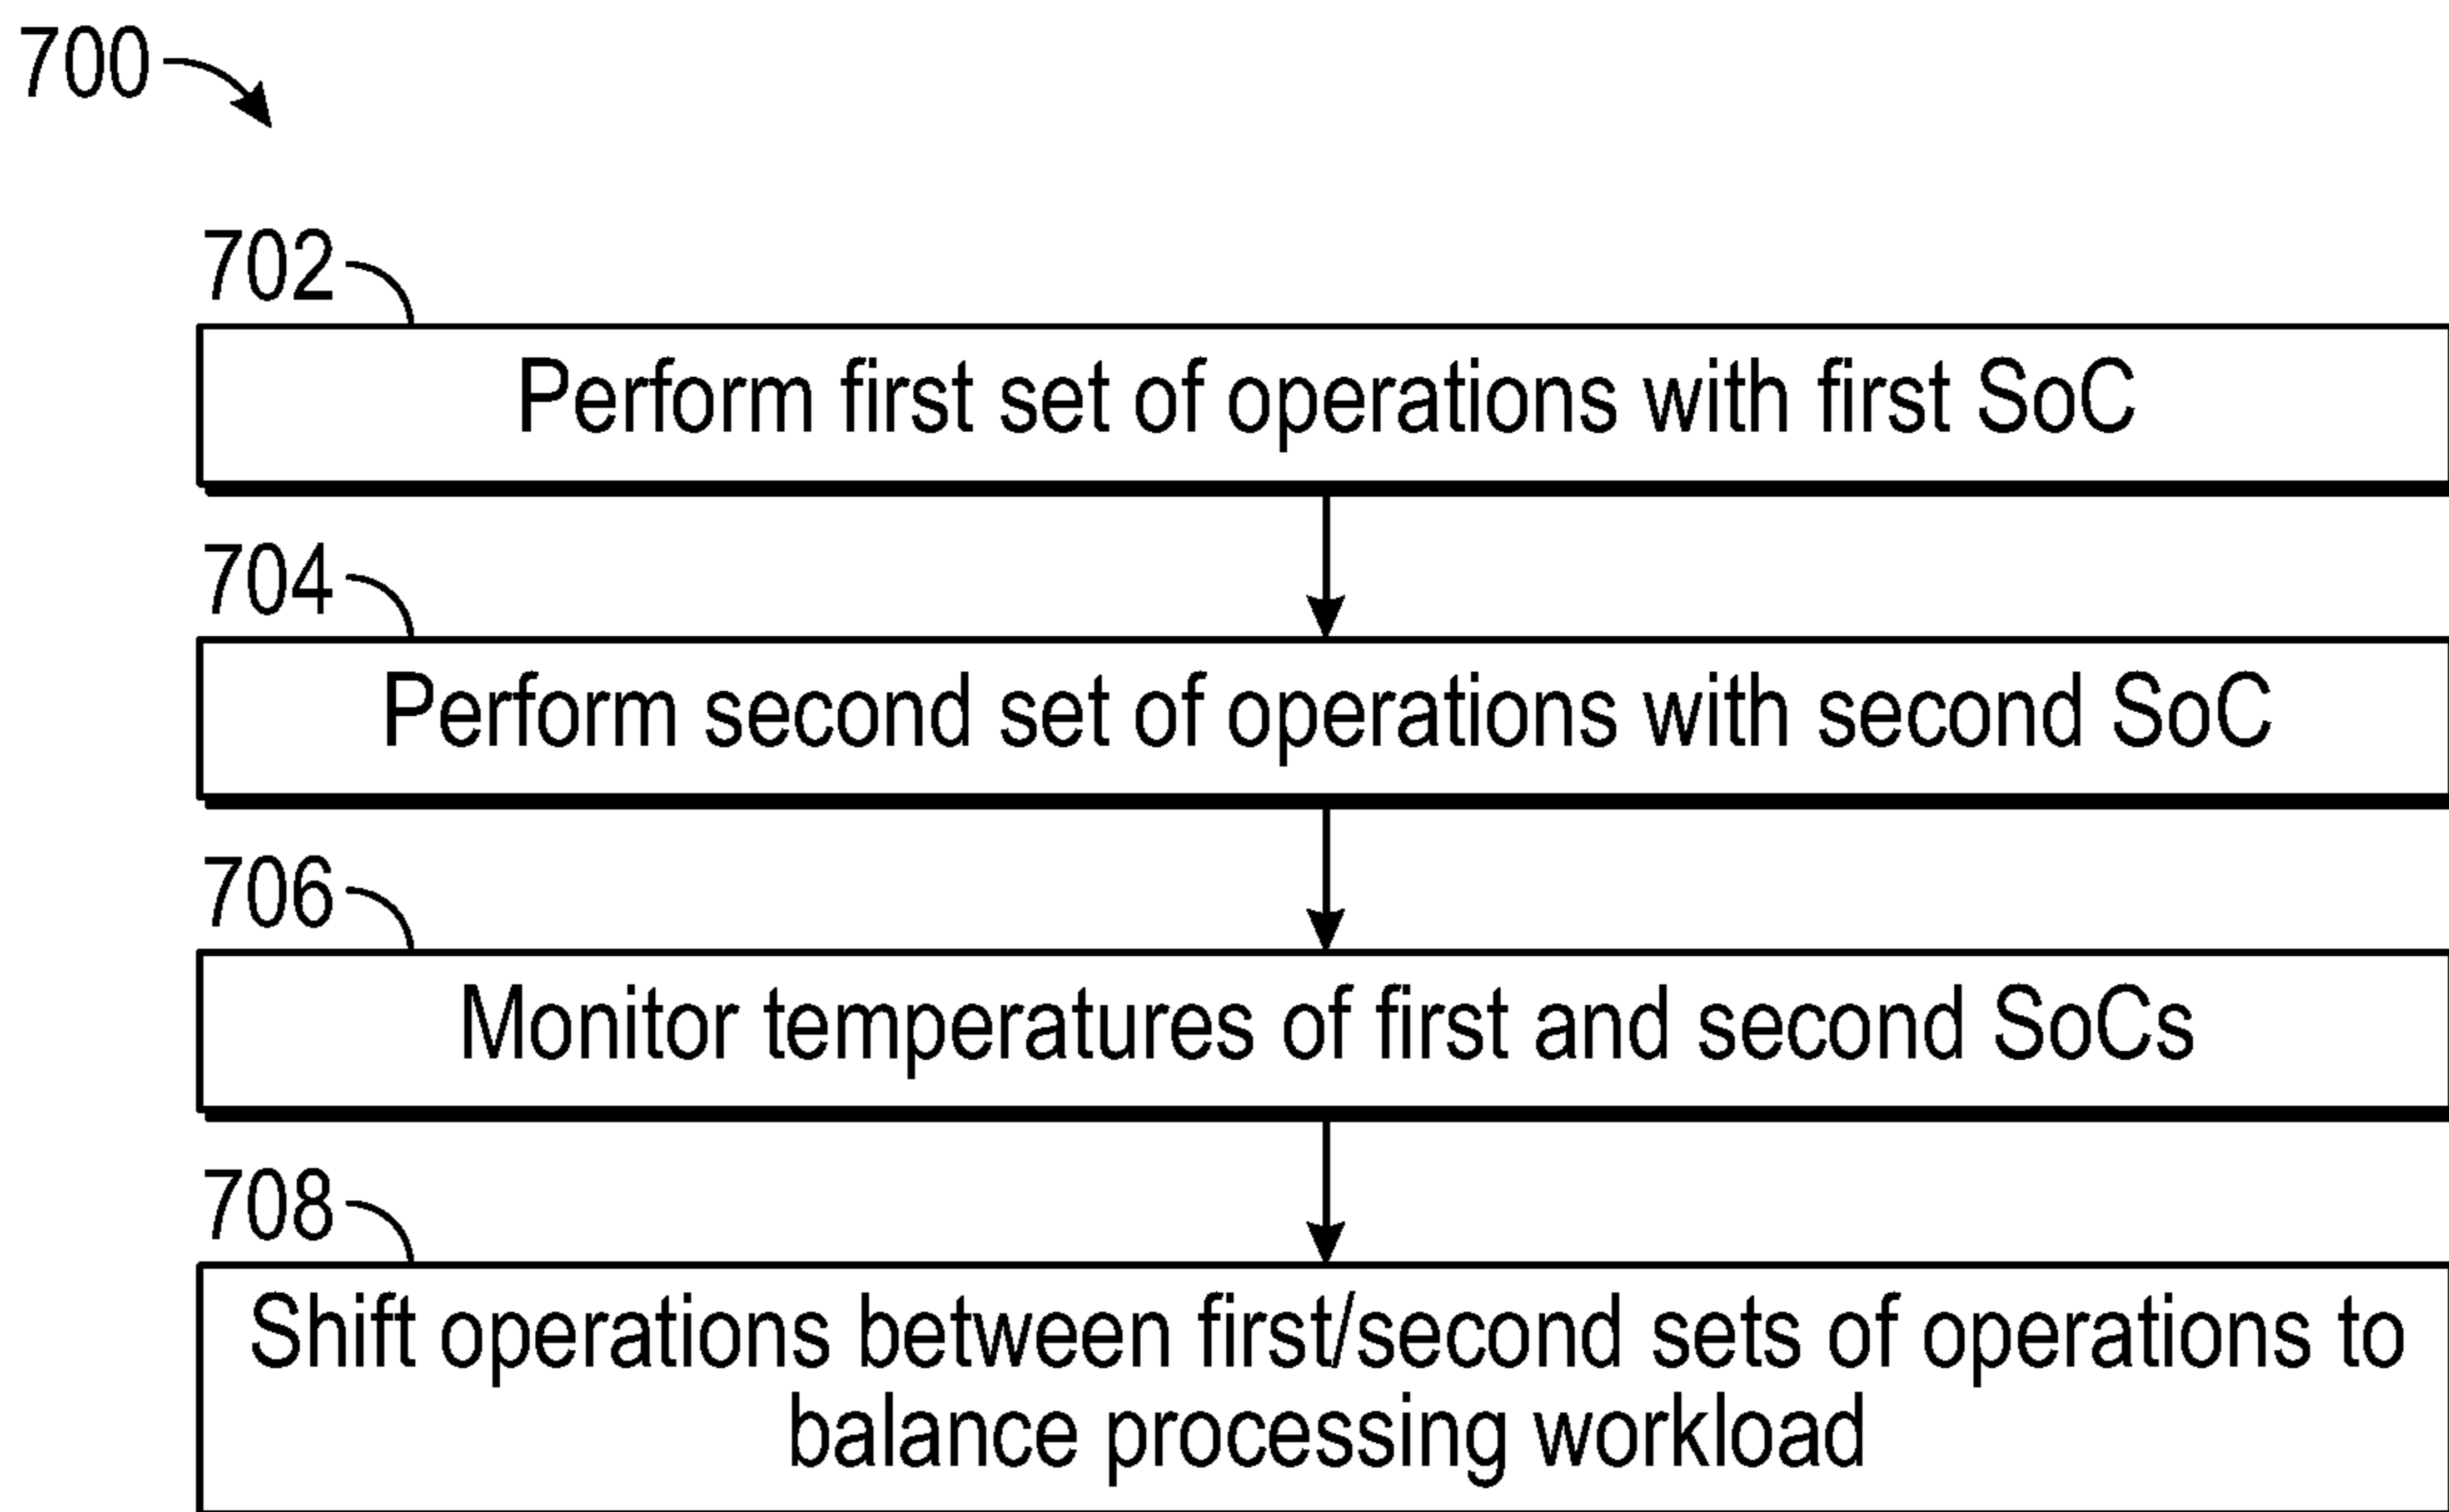 700
702
Perform first set of operations with first SoC
704
Perform second set of operations with second SoC
706
Monitor temperatures of first and second SoCs
708
Shift operations between first/second sets of operations to
balance processing workload